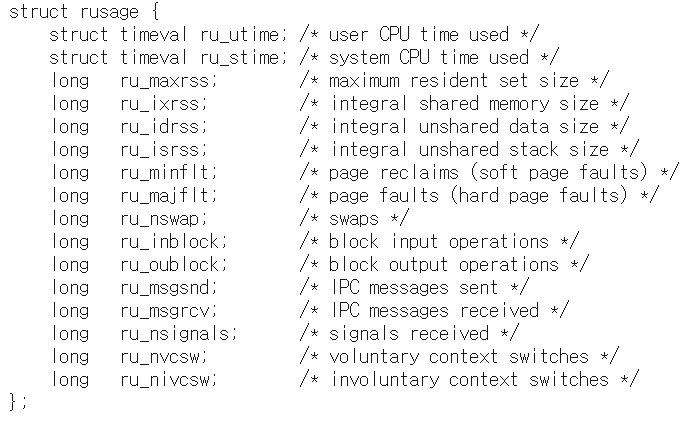 struct rusage {
    struct timeval ru_utime; /* user CPU time used */
    struct timeval ru_stime; /* system CPU time used */
    long   ru_maxrss;        /* maximum resident set size */
    long   ru_ixrss;         /* integral shared memory size */
    long   ru_idrss;         /* integral unshared data size */
    long   ru_isrss;         /* integral unshared stack size */
    long   ru_minflt;        /* page reclaims (soft page faults) */
    long   ru_majflt;        /* page faults (hard page faults) */
    long   ru_nswap;         /* swaps */
    long   ru_inblock;       /* block input operations */
    long   ru_oublock;       /* block output operations */
    long   ru_msgsnd;        /* IPC messages sent */
    long   ru_msgrcv;        /* IPC messages received */
    long   ru_nsignals;      /* signals received */
    long   ru_nvcsw;         /* voluntary context switches */
    long   ru_nivcsw;        /* involuntary context switches */
};